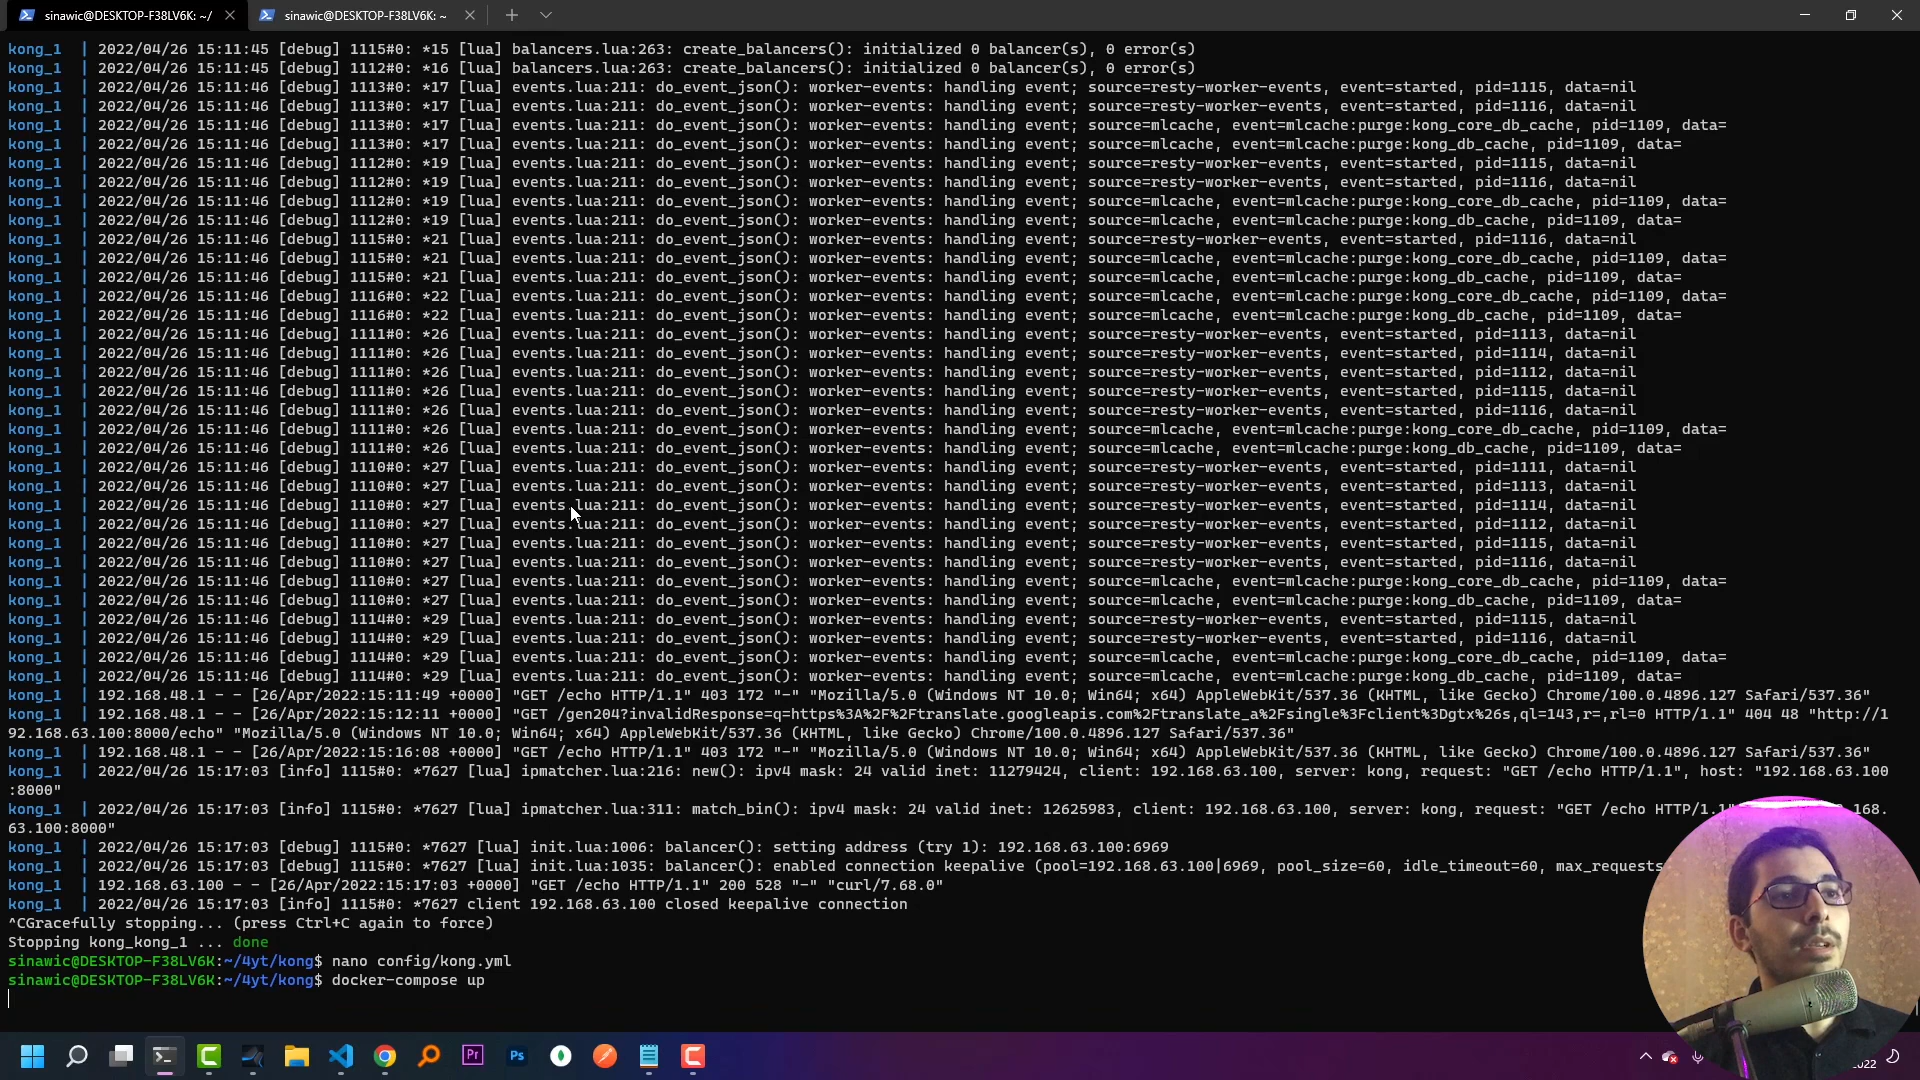 sinawic@DESKTOP-F38LV6K: ~/
sinawic@DESKTOP-F38LV6K: ~
kong_1  | 2022/04/26 15:11:45 [debug] 1115#0: *15 [lua] balancers.lua:263: create_balancers(): initialized 0 balancer(s), 0 error(s)
kong_1  | 2022/04/26 15:11:45 [debug] 1112#0: *16 [lua] balancers.lua:263: create_balancers(): initialized 0 balancer(s), 0 error(s)
kong_1  | 2022/04/26 15:11:46 [debug] 1113#0: *17 [lua] events.lua:211: do_event_json(): worker-events: handling event; source=resty-worker-events, event=started, pid=1115, data=nil
kong_1  | 2022/04/26 15:11:46 [debug] 1113#0: *17 [lua] events.lua:211: do_event_json(): worker-events: handling event; source=resty-worker-events, event=started, pid=1116, data=nil
kong_1  | 2022/04/26 15:11:46 [debug] 1113#0: *17 [lua] events.lua:211: do_event_json(): worker-events: handling event; source=mlcache, event=mlcache:purge:kong_core_db_cache, pid=1109, data=
kong_1  | 2022/04/26 15:11:46 [debug] 1113#0: *17 [lua] events.lua:211: do_event_json(): worker-events: handling event; source=mlcache, event=mlcache:purge:kong_db_cache, pid=1109, data=
kong_1  | 2022/04/26 15:11:46 [debug] 1112#0: *19 [lua] events.lua:211: do_event_json(): worker-events: handling event; source=resty-worker-events, event=started, pid=1115, data=nil
kong_1  | 2022/04/26 15:11:46 [debug] 1112#0: *19 [lua] events.lua:211: do_event_json(): worker-events: handling event; source=resty-worker-events, event=started, pid=1116, data=nil
kong_1  | 2022/04/26 15:11:46 [debug] 1112#0: *19 [lua] events.lua:211: do_event_json(): worker-events: handling event; source=mlcache, event=mlcache:purge:kong_core_db_cache, pid=1109, data=
kong_1  | 2022/04/26 15:11:46 [debug] 1112#0: *19 [lua] events.lua:211: do_event_json(): worker-events: handling event; source=mlcache, event=mlcache:purge:kong_db_cache, pid=1109, data=
kong_1  | 2022/04/26 15:11:46 [debug] 1115#0: *21 [lua] events.lua:211: do_event_json(): worker-events: handling event; source=resty-worker-events, event=started, pid=1116, data=nil
kong_1  | 2022/04/26 15:11:46 [debug] 1115#0: *21 [lua] events.lua:211: do_event_json(): worker-events: handling event; source=mlcache, event=mlcache:purge:kong_core_db_cache, pid=1109, data=
kong_1  | 2022/04/26 15:11:46 [debug] 1115#0: *21 [lua] events.lua:211: do_event_json(): worker-events: handling event; source=mlcache, event=mlcache:purge:kong_db_cache, pid=1109, data=
kong_1  | 2022/04/26 15:11:46 [debug] 1116#0: *22 [lua] events.lua:211: do_event_json(): worker-events: handling event; source=mlcache, event=mlcache:purge:kong_core_db_cache, pid=1109, data=
kong_1  | 2022/04/26 15:11:46 [debug] 1116#0: *22 [lua] events.lua:211: do_event_json(): worker-events: handling event; source=mlcache, event=mlcache:purge:kong_db_cache, pid=1109, data=
kong_1  | 2022/04/26 15:11:46 [debug] 1111#0: *26 [lua] events.lua:211: do_event_json(): worker-events: handling event; source=resty-worker-events, event=started, pid=1113, data=nil
kong_1  | 2022/04/26 15:11:46 [debug] 1111#0: *26 [lua] events.lua:211: do_event_json(): worker-events: handling event; source=resty-worker-events, event=started, pid=1114, data=nil
kong_1  | 2022/04/26 15:11:46 [debug] 1111#0: *26 [lua] events.lua:211: do_event_json(): worker-events: handling event; source=resty-worker-events, event=started, pid=1112, data=nil
kong_1  | 2022/04/26 15:11:46 [debug] 1111#0: *26 [lua] events.lua:211: do_event_json(): worker-events: handling event; source=resty-worker-events, event=started, pid=1115, data=nil
kong_1  | 2022/04/26 15:11:46 [debug] 1111#0: *26 [lua] events.lua:211: do_event_json(): worker-events: handling event; source=resty-worker-events, event=started, pid=1116, data=nil
kong_1  | 2022/04/26 15:11:46 [debug] 1111#0: *26 [lua] events.lua:211: do_event_json(): worker-events: handling event; source=mlcache, event=mlcache:purge:kong_core_db_cache, pid=1109, data=
kong_1  | 2022/04/26 15:11:46 [debug] 1111#0: *26 [lua] events.lua:211: do_event_json(): worker-events: handling event; source=mlcache, event=mlcache:purge:kong_db_cache, pid=1109, data=
kong_1  | 2022/04/26 15:11:46 [debug] 1110#0: *27 [lua] events.lua:211: do_event_json(): worker-events: handling event; source=resty-worker-events, event=started, pid=1111, data=nil
kong_1  | 2022/04/26 15:11:46 [debug] 1110#0: *27 [lua] events.lua:211: do_event_json(): worker-events: handling event; source=resty-worker-events, event=started, pid=1113, data=nil
kong_1  | 2022/04/26 15:11:46 [debug] 1110#0: *27 [lua] events.lua:211: do_event_json(): worker-events: handling event; source=resty-worker-events, event=started, pid=1114, data=nil
kong_1  | 2022/04/26 15:11:46 [debug] 1110#0: *27 [lua] events.lua:211: do_event_json(): worker-events: handling event; source=resty-worker-events, event=started, pid=1112, data=nil
kong_1  | 2022/04/26 15:11:46 [debug] 1110#0: *27 [lua] events.lua:211: do_event_json(): worker-events: handling event; source=resty-worker-events, event=started, pid=1115, data=nil
kong_1  | 2022/04/26 15:11:46 [debug] 1110#0: *27 [lua] events.lua:211: do_event_json(): worker-events: handling event; source=resty-worker-events, event=started, pid=1116, data=nil
kong_1  | 2022/04/26 15:11:46 [debug] 1110#0: *27 [lua] events.lua:211: do_event_json(): worker-events: handling event; source=mlcache, event=mlcache:purge:kong_core_db_cache, pid=1109, data=
kong_1  | 2022/04/26 15:11:46 [debug] 1110#0: *27 [lua] events.lua:211: do_event_json(): worker-events: handling event; source=mlcache, event=mlcache:purge:kong_db_cache, pid=1109, data=
kong_1  | 2022/04/26 15:11:46 [debug] 1114#0: *29 [lua] events.lua:211: do_event_json(): worker-events: handling event; source=resty-worker-events, event=started, pid=1115, data=nil
kong_1  | 2022/04/26 15:11:46 [debug] 1114#0: *29 [lua] events.lua:211: do_event_json(): worker-events: handling event; source=resty-worker-events, event=started, pid=1116, data=nil
kong_1  | 2022/04/26 15:11:46 [debug] 1114#0: *29 [lua] events.lua:211: do_event_json(): worker-events: handling event; source=mlcache, event=mlcache:purge:kong_core_db_cache, pid=1109, data=
kong_1  | 2022/04/26 15:11:46 [debug] 1114#0: *29 [lua] events.lua:211: do_event_json(): worker-events: handling event; source=mlcache, event=mlcache:purge:kong_db_cache, pid=1109, data=
kong_1  | 192.168.48.1 - - [26/Apr/2022:15:11:49 +0000] "GET /echo HTTP/1.1" 403 172 "-" "Mozilla/5.0 (Windows NT 10.0; Win64; x64) AppleWebKit/537.36 (KHTML, like Gecko) Chrome/100.0.4896.127 Safari/537.36"
kong_1  | 192.168.48.1 - - [26/Apr/2022:15:12:11 +0000] "GET /gen204?invalidResponse=q=https%3A%2F%2Ftranslate.googleapis.com%2Ftranslate_a%2Fsingle%3Fclient%3Dgtx%26s,ql=143,r=,rl=0 HTTP/1.1" 404 48 "http://1
92.168.63.100:8000/echo" "Mozilla/5.0 (Windows NT 10.0; Win64; x64) AppleWebKit/537.36 (KHTML, like Gecko) Chrome/100.0.4896.127 Safari/537.36"
kong_1  | 192.168.48.1 - - [26/Apr/2022:15:16:08 +0000] "GET /echo HTTP/1.1" 403 172 "-" "Mozilla/5.0 (Windows NT 10.0; Win64; x64) AppleWebKit/537.36 (KHTML, like Gecko) Chrome/100.0.4896.127 Safari/537.36"
kong_1  | 2022/04/26 15:17:03 [info] 1115#0: *7627 [lua] ipmatcher.lua:216: new(): ipv4 mask: 24 valid inet: 11279424, client: 192.168.63.100, server: kong, request: "GET /echo HTTP/1.1", host: "192.168.63.100
:8000"
kong_1  | 2022/04/26 15:17:03 [info] 1115#0: *7627 [lua] ipmatcher.lua:311: match_bin(): ipv4 mask: 24 valid inet: 12625983, client: 192.168.63.100, server: kong, request: "GET /echo HTTP/1.1 168.
63.100:8000"
kong_1  | 2022/04/26 15:17:03 [debug] 1115#0: *7627 [lua] init.lua:1006: balancer(): setting address (try 1): 192.168.63.100:6969
kong_1  | 2022/04/26 15:17:03 [debug] 1115#0: *7627 [lua] init.lua:1035: balancer(): enabled connection keepalive (pool=192.168.63.100|6969, pool_size=60, idle_timeout=60, max_requests
kong_1  | 192.168.63.100 - - [26/Apr/2022:15:17:03 +0000] "GET /echo HTTP/1.1" 200 528 "-" "curl/7.68.0"
kong_1  | 2022/04/26 15:17:03 [info] 1115#0: *7627 client 192.168.63.100 closed keepalive connection
^CGracefully stopping... (press Ctrl+C again to force)
Stopping kong_kong_1 ... done
sinawic@DESKTOP-F38LV6K:~/4yt/kong$ nano config/kong.yml
sinawic@DESKTOP-F38LV6K:~/4yt/kong$ docker-compose up
Pr
Ps
2022